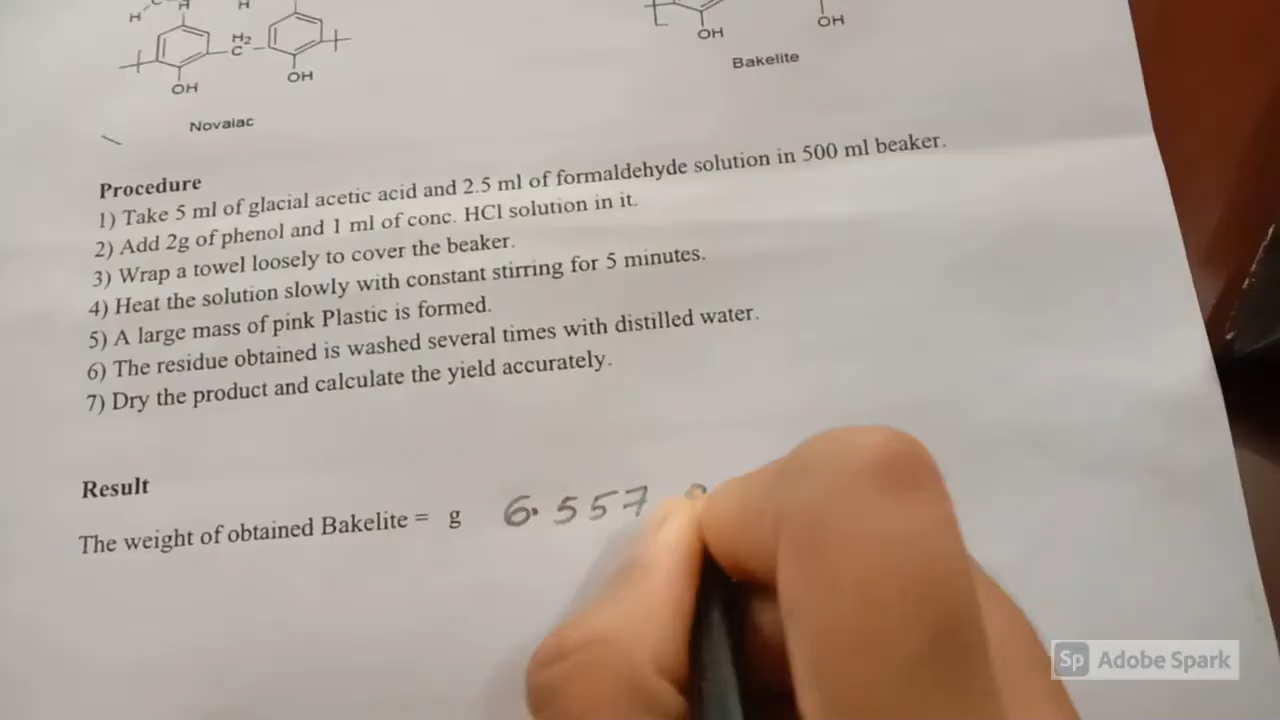 H
C
H
H
H₂
C
OH
OH
OH
OH
Novalac
Bakelite
Procedure
1) Take 5 ml of glacial acetic acid and 2.5 ml of formaldehyde solution in 500 ml beaker.
2) Add 2g of phenol and 1 ml of conc. HCl solution in it.
3) Wrap a towel loosely to cover the beaker.
4) Heat the solution slowly with constant stirring for 5 minutes.
5) A large mass of pink Plastic is formed.
6) The residue obtained is washed several times with distilled water.
7) Dry the product and calculate the yield accurately.
Result
The weight of obtained Bakelite = g 6.557
Sp Adobe Spark